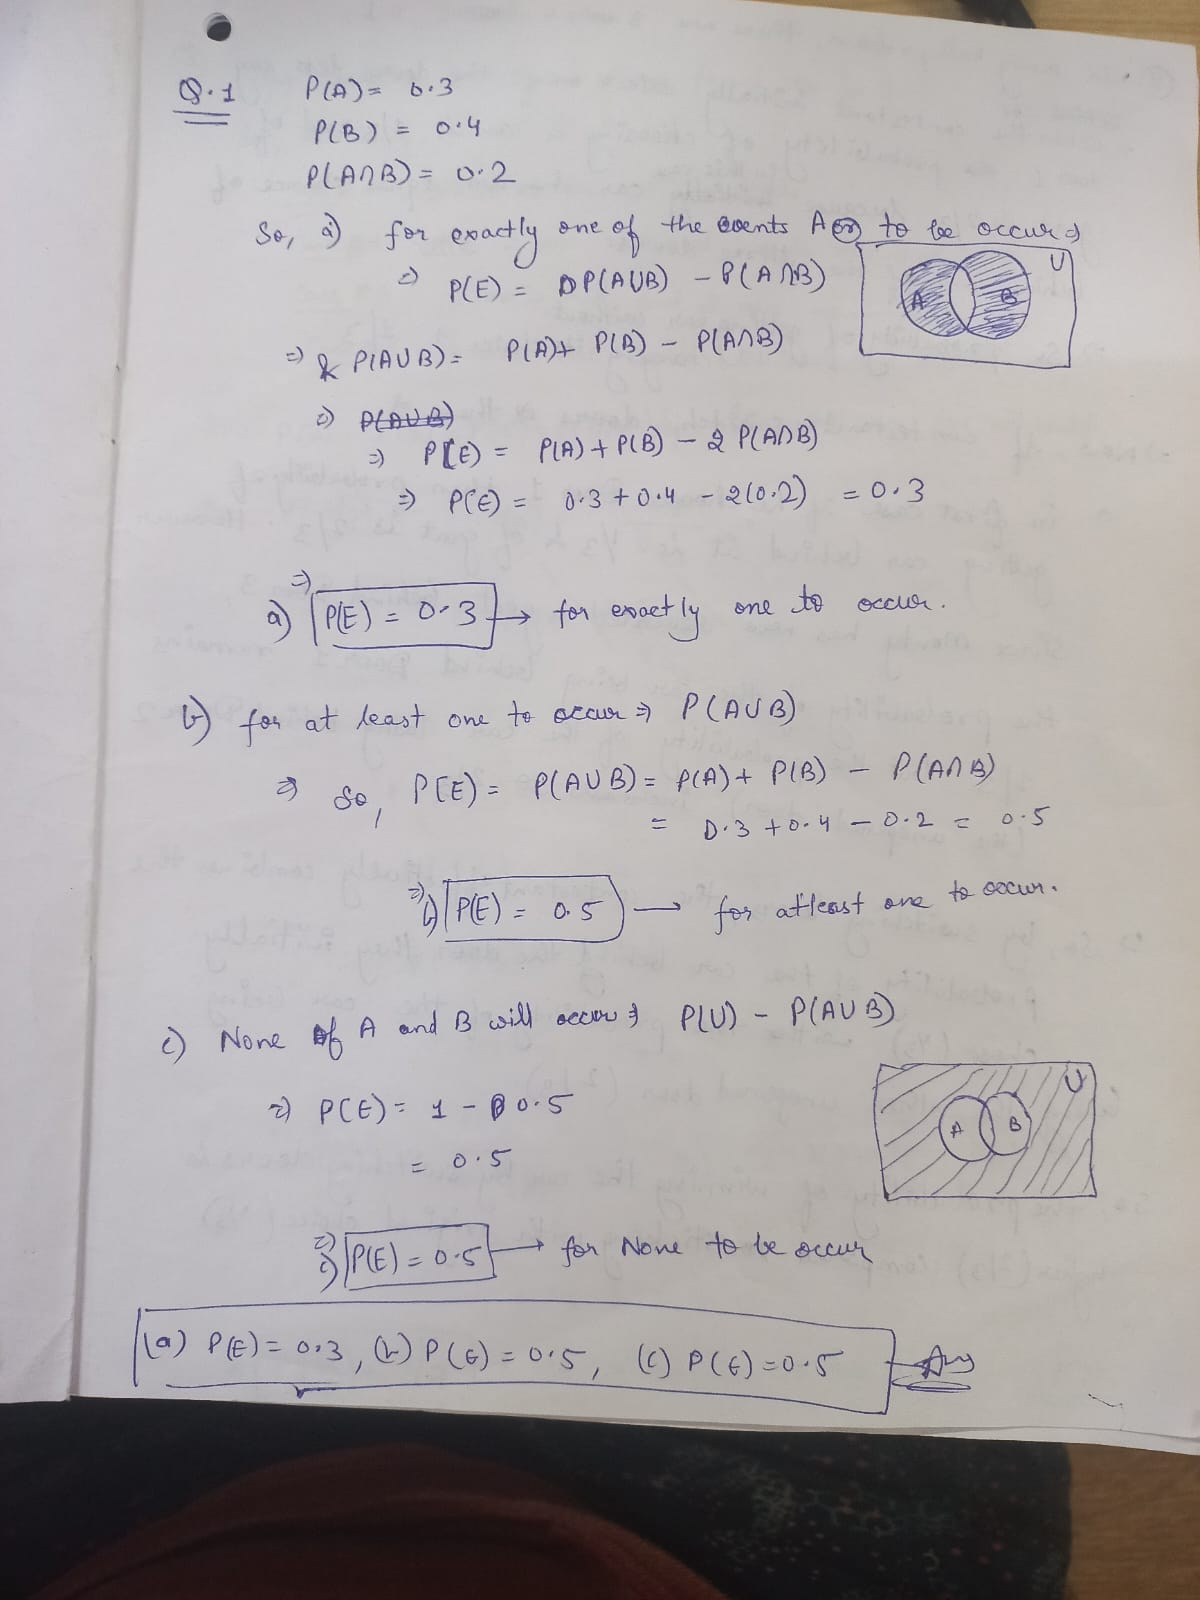 Q.1 P(A) = 0.3
P(B) = 0.4
P(A∩B) = 0.2
So, a) for exactly one of the events A or B to be occur ⇒
⇒ P(E) = P(A∪B) - P(A∩B)
U
A B
⇒ & P(A∪B) = P(A) + P(B) - P(A∩B)
⇒ P(A∪B)
⇒ P(E) = P(A) + P(B) - 2 P(A∩B)
⇒ P(E) = 0.3 + 0.4 - 2(0.2) = 0.3
⇒
a) P(E) = 0.3 → for exactly one to occur.
b) for at least one to occur ⇒ P(A∪B)
⇒ So, P(E) = P(A∪B) = P(A) + P(B) - P(A∩B)
= 0.3 + 0.4 - 0.2 = 0.5
⇒ b) P(E) = 0.5 → for atleast one to occur.
c) None of A and B will occur ⇒ P(U) - P(A∪B)
U
A B
⇒ P(E) = 1 - 0.5
= 0.5
⇒ c) P(E) = 0.5 → for None to be occur
(a) P(E) = 0.3, (b) P(E) = 0.5, (c) P(E) = 0.5 Ans